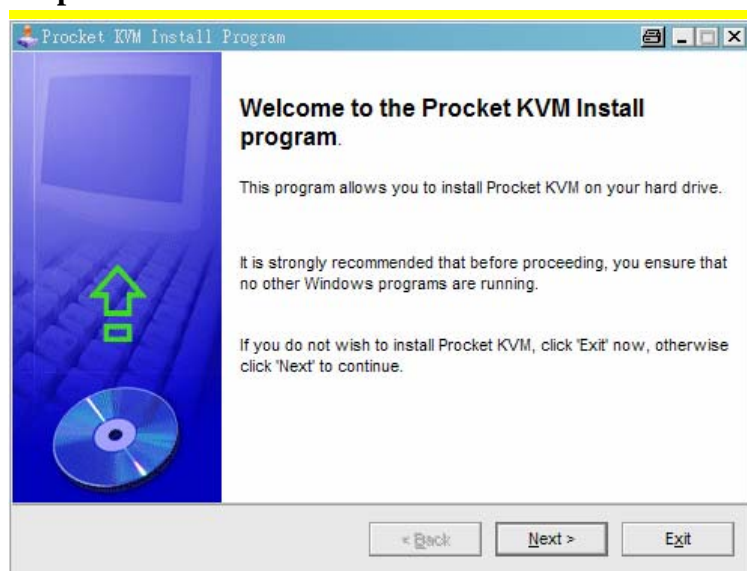 Procket KVM Install Program
Welcome to the Procket KVM Install
program.
This program allows you to install Procket KVM on your hard drive.
It is strongly recommended that before proceeding, you ensure that
no other Windows programs are running.
If you do not wish to install Procket KVM, click 'Exit' now, otherwise
click 'Next' to continue.
< Back
Next >
Exit